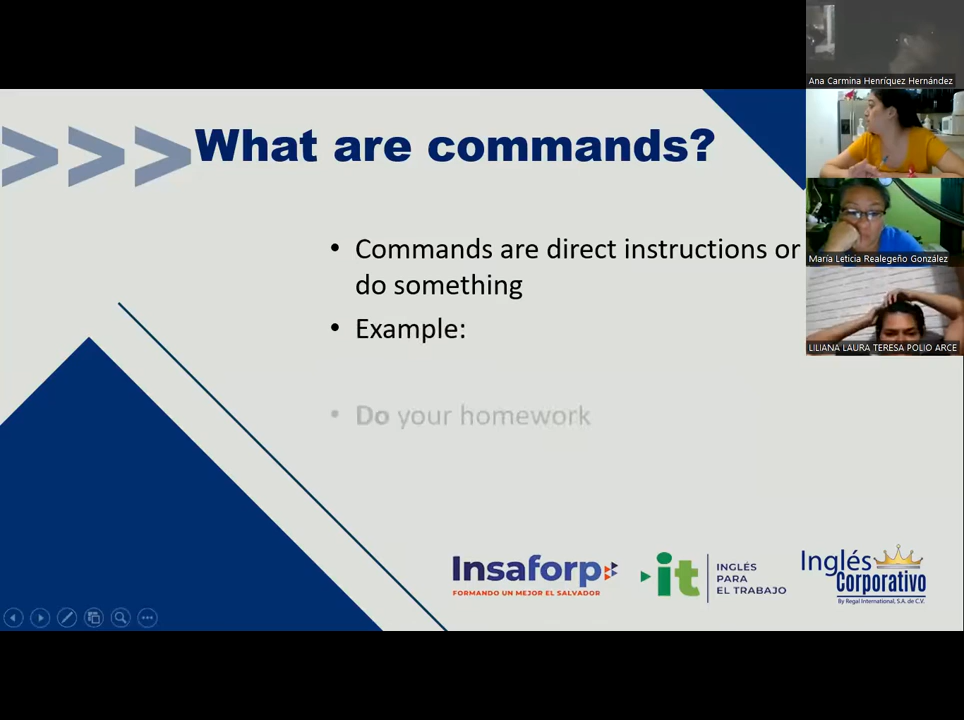 Ana Carmina Henríquez Hernández
What are commands?
Commands are direct instructions or
do something
María Leticia Realegeño González
Example:
LILIANA LAURA TERESA POLIO ARCE
Do your homework
Insaforp
FORMANDO UN MEJOR EL SALVADOR
it
INGLÉS
PARA
EL TRABAJO
Inglés
Corporativo
By Regal International, S.A. de C.V.